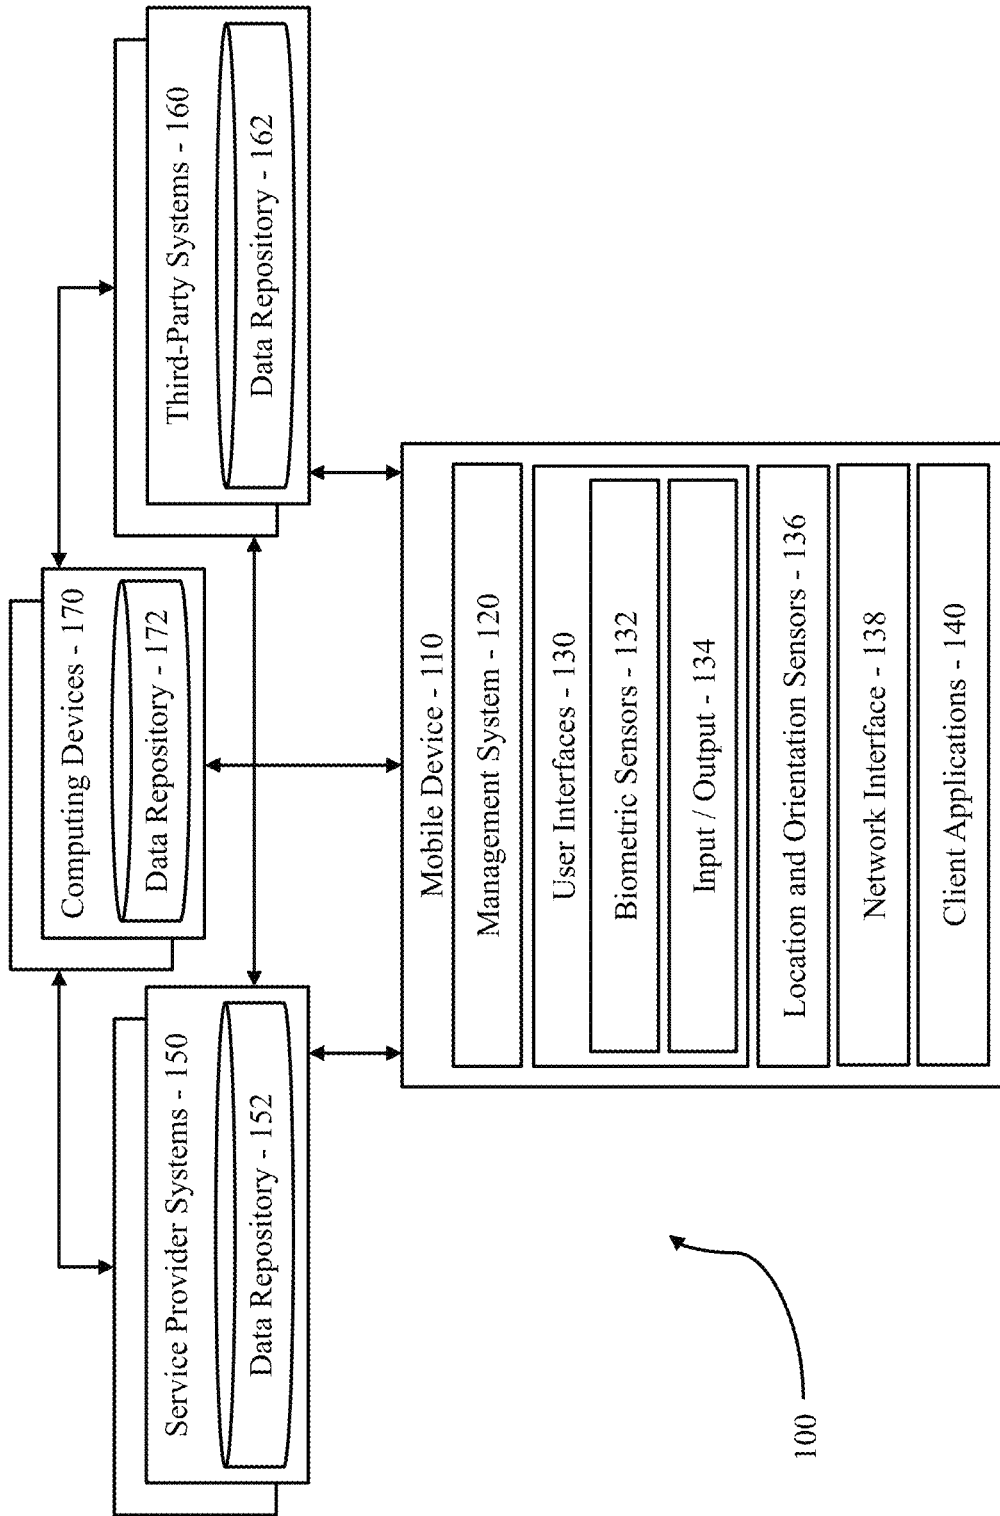 Computing Devices - 170
Data Repository - 172
Service Provider Systems - 150
Data Repository - 152
Third-Party Systems - 160
Data Repository - 162
Mobile Device - 110
Management System - 120
User Interfaces - 130
Biometric Sensors - 132
Input / Output - 134
Location and Orientation Sensors - 136
Network Interface - 138
Client Applications - 140
100